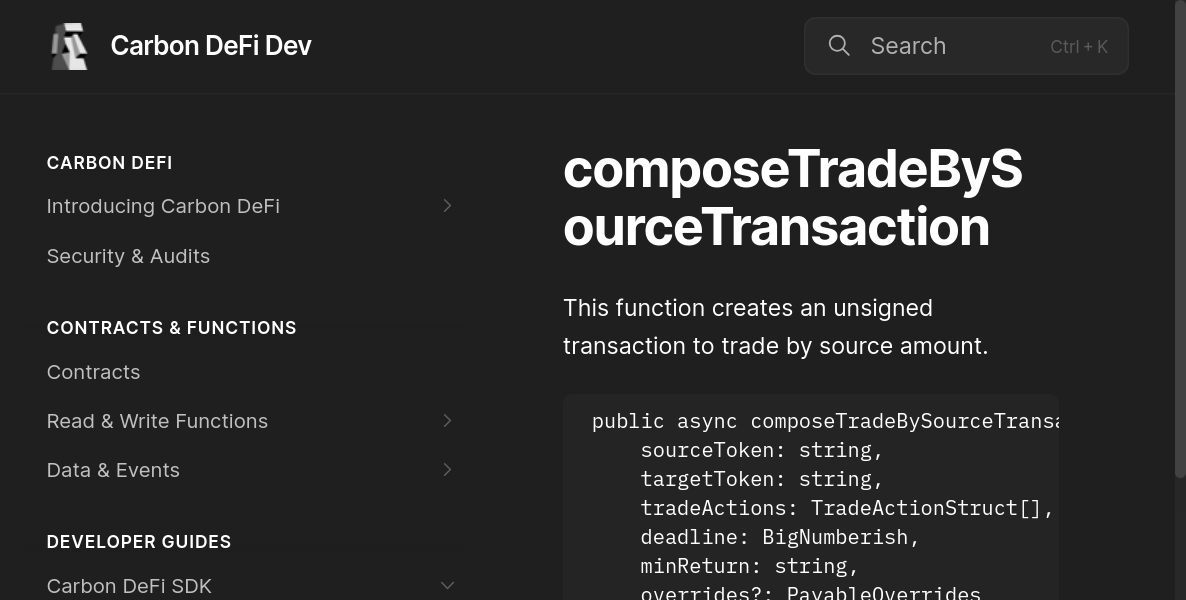 Carbon DeFi Dev
Search
Ctrl + K
CARBON DEFI
Introducing Carbon DeFi
Security & Audits
CONTRACTS & FUNCTIONS
Contracts
Read & Write Functions
Data & Events
DEVELOPER GUIDES
Carbon DeFi SDK
composeTradeByS
ourceTransaction
This function creates an unsigned
transaction to trade by source amount.
public async composeTradeBySourceTransa
sourceToken: string,
targetToken: string,
tradeActions: TradeActionStruct[],
deadline: BigNumberish,
minReturn: string,
overrides?: PayableOverrides